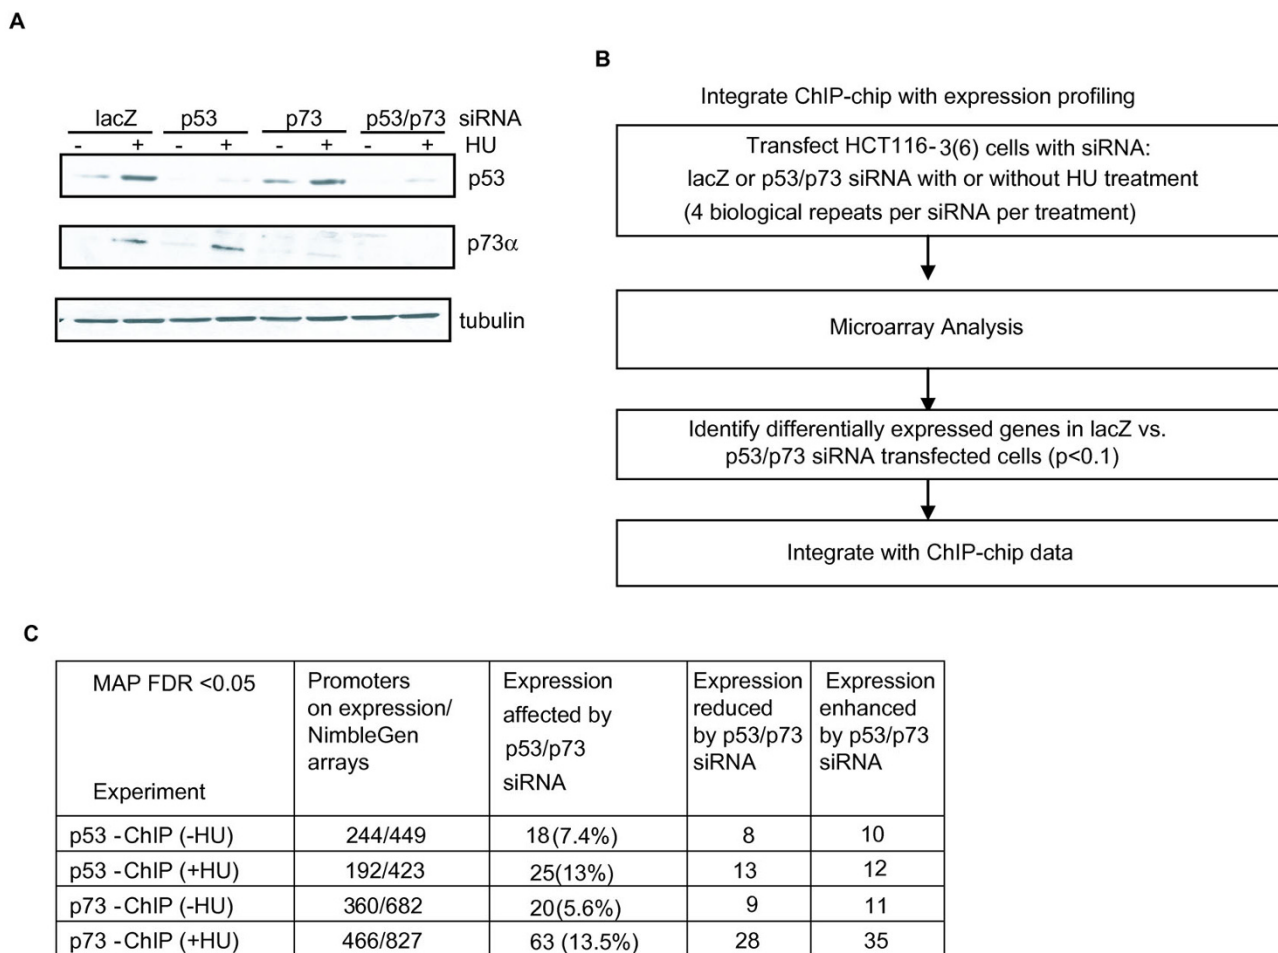 A
lacZ p53 p73 p53/p73 siRNA
- + - + - + - + HU
p53
p73α
tubulin
B
Integrate ChIP-chip with expression profiling
Transfect HCT116-3(6) cells with siRNA:
lacZ or p53/p73 siRNA with or without HU treatment
(4 biological repeats per siRNA per treatment)
Microarray Analysis
Identify differentially expressed genes in lacZ vs.
p53/p73 siRNA transfected cells (p<0.1)
Integrate with ChIP-chip data
C
MAP FDR <0.05
Experiment
Promoters
on expression/
NimbleGen
arrays
Expression
affected by
p53/p73
siRNA
Expression
reduced
by p53/p73
siRNA
Expression
enhanced
by p53/p73
siRNA
p53 -ChIP (-HU) 244/449 18(7.4%) 8 10
p53 -ChIP (+HU) 192/423 25(13%) 13 12
p73 -ChIP (-HU) 360/682 20(5.6%) 9 11
p73 -ChIP (+HU) 466/827 63 (13.5%) 28 35